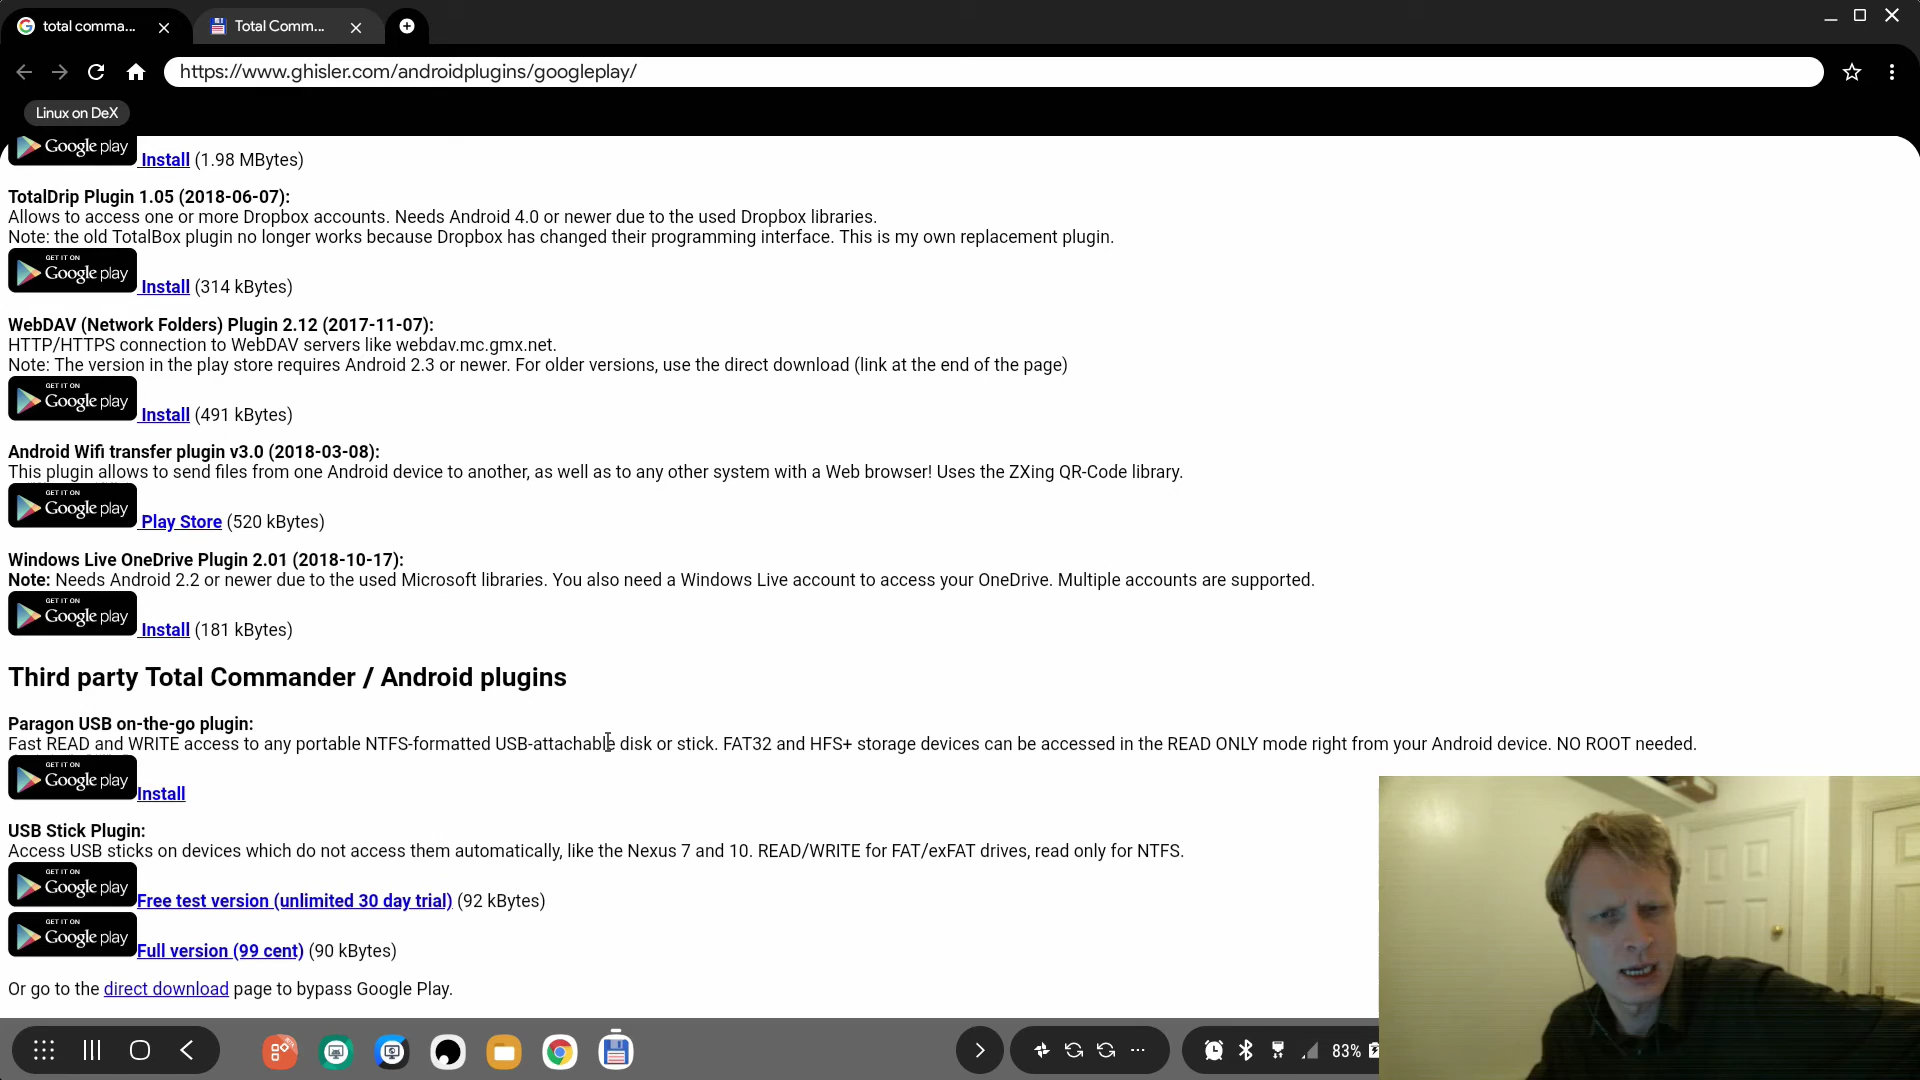 total comma...
Total Comm...
https://www.ghisler.com/androidplugins/googleplay/
Linux on DeX
Google play Install (1.98 MBytes)
TotalDrip Plugin 1.05 (2018-06-07):
Allows to access one or more Dropbox accounts. Needs Android 4.0 or newer due to the used Dropbox libraries.
Note: the old TotalBox plugin no longer works because Dropbox has changed their programming interface. This is my own replacement plugin.
GET IT ON
Google play Install (314 kBytes)
WebDAV (Network Folders) Plugin 2.12 (2017-11-07):
HTTP/HTTPS connection to WebDAV servers like webdav.mc.gmx.net.
Note: The version in the play store requires Android 2.3 or newer. For older versions, use the direct download (link at the end of the page)
GET IT ON
Google play Install (491 kBytes)
Android Wifi transfer plugin v3.0 (2018-03-08):
This plugin allows to send files from one Android device to another, as well as to any other system with a Web browser! Uses the ZXing QR-Code library.
GET IT ON
Google play Play Store (520 kBytes)
Windows Live OneDrive Plugin 2.01 (2018-10-17):
Note: Needs Android 2.2 or newer due to the used Microsoft libraries. You also need a Windows Live account to access your OneDrive. Multiple accounts are supported.
GET IT ON
Google play Install (181 kBytes)
Third party Total Commander / Android plugins
Paragon USB on-the-go plugin:
Fast READ and WRITE access to any portable NTFS-formatted USB-attachable disk or stick. FAT32 and HFS+ storage devices can be accessed in the READ ONLY mode right from your Android device. NO ROOT needed.
GET IT ON
Google play Install
USB Stick Plugin:
Access USB sticks on devices which do not access them automatically, like the Nexus 7 and 10. READ/WRITE for FAT/exFAT drives, read only for NTFS.
GET IT ON
Google play Free test version (unlimited 30 day trial) (92 kBytes)
GET IT ON
Google play Full version (99 cent) (90 kBytes)
Or go to the direct download page to bypass Google Play.
83%